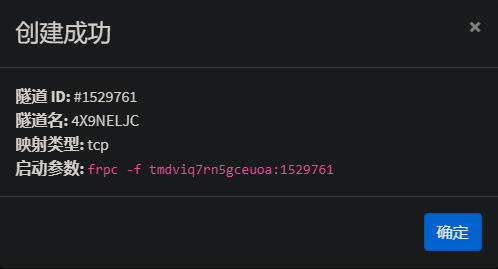 创建成功
×
隧道 ID: #1529761
隧道名: 4X9NELJC
映射类型: tcp
启动参数: frpc -f tmdviq7rn5gceuoa:1529761
确定